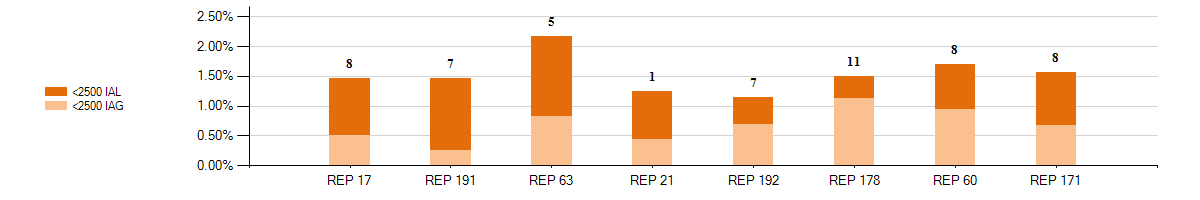 2.50%
2.00%
1.50%
1.00%
0.50%
0.00%
<2500 IAL
<2500 IAG
8
7
5
1
7
11
8
8
REP 17
REP 191
REP 63
REP 21
REP 192
REP 178
REP 60
REP 171